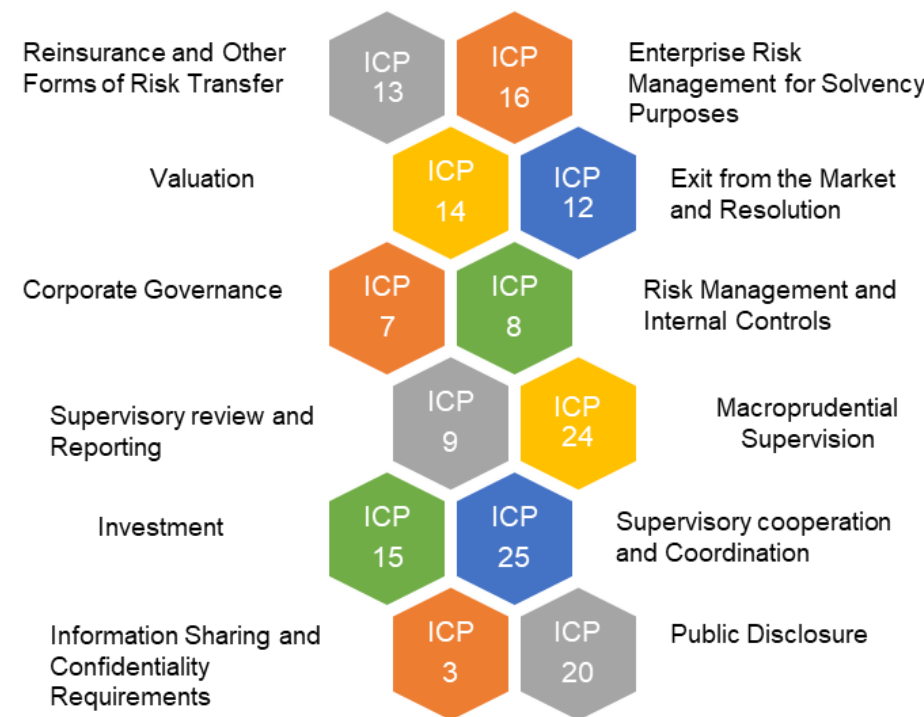 Reinsurance and Other
Forms of Risk Transfer
ICP
13
ICP
16
Enterprise Risk
Management for Solvency
Purposes
Valuation
ICP
14
ICP
12
Exit from the Market
and Resolution
Corporate Governance
ICP
7
ICP
8
Risk Management and
Internal Controls
Supervisory review and
Reporting
ICP
9
ICP
24
Macroprudential
Supervision
Investment
ICP
15
ICP
25
Supervisory cooperation
and Coordination
Information Sharing and
Confidentiality
Requirements
ICP
3
ICP
20
Public Disclosure